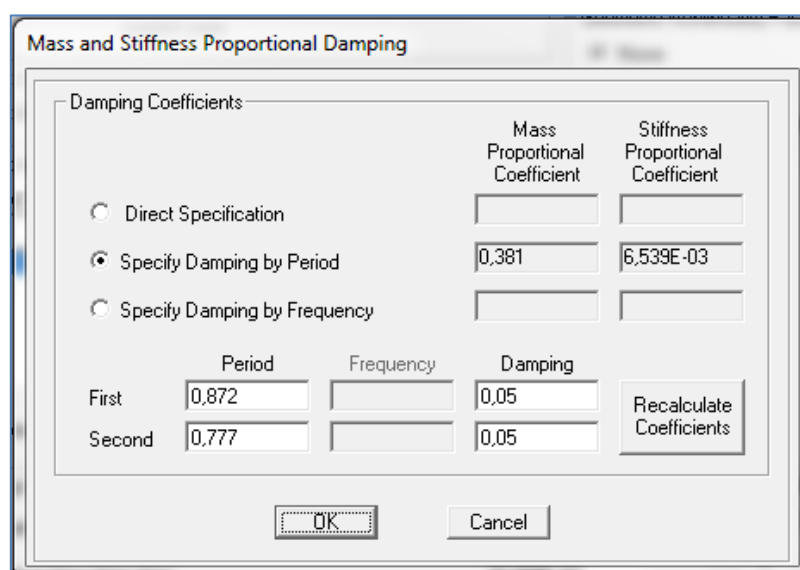 Mass and Stiffness Proportional Damping
None
Damping Coefficients
Mass Proportional Coefficient
Stiffness Proportional Coefficient
Direct Specification
Specify Damping by Period 0,381 6,539E-03
Specify Damping by Frequency
Period Frequency Damping
First 0,872 0,05
Second 0,777 0,05
Recalculate Coefficients
OK Cancel